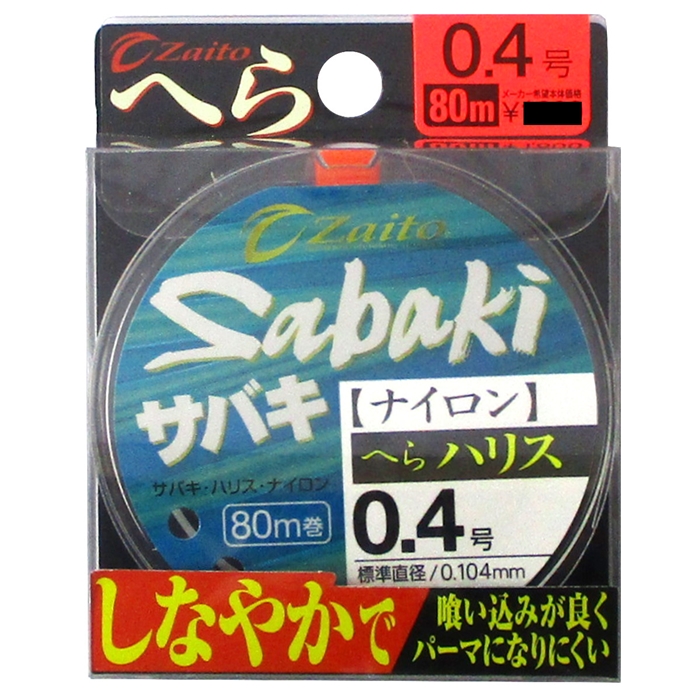 Zaito
へら
0.4号
80m
メーカー希望本体価格
¥
Zaito
Sabaki
サバキ
サバキ・ハリス・ナイロン
80m巻
【ナイロン】
へらハリス
0.4号
標準直径/0.104mm
しなやかで
喰い込みが良く
パーマになりにくい